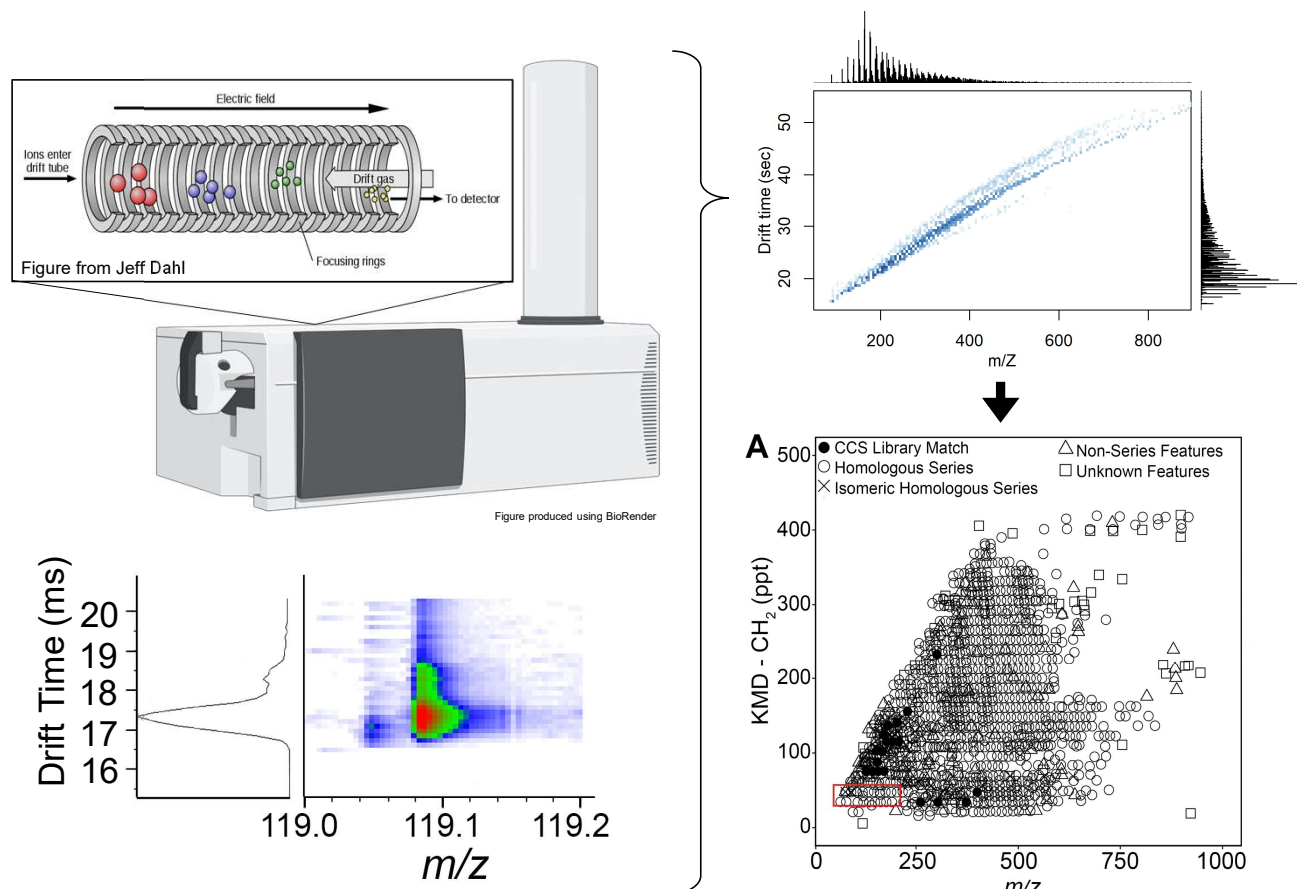 Electric field
Ions enter
drift tube
Drift gas
To detector
Focusing rings
Figure from Jeff Dahl
Figure produced using BioRender
Drift Time (ms)
20
19
18
17
16
119.0
119.1
119.2
m/z
Drift time (sec)
50
40
30
20
200
400
600
800
m/Z
A
CCS Library Match
Homologous Series
Isomeric Homologous Series
Non-Series Features
Unknown Features
KMD - CH₂ (ppt)
500
400
300
200
100
0
0
250
500
750
1000
m/z